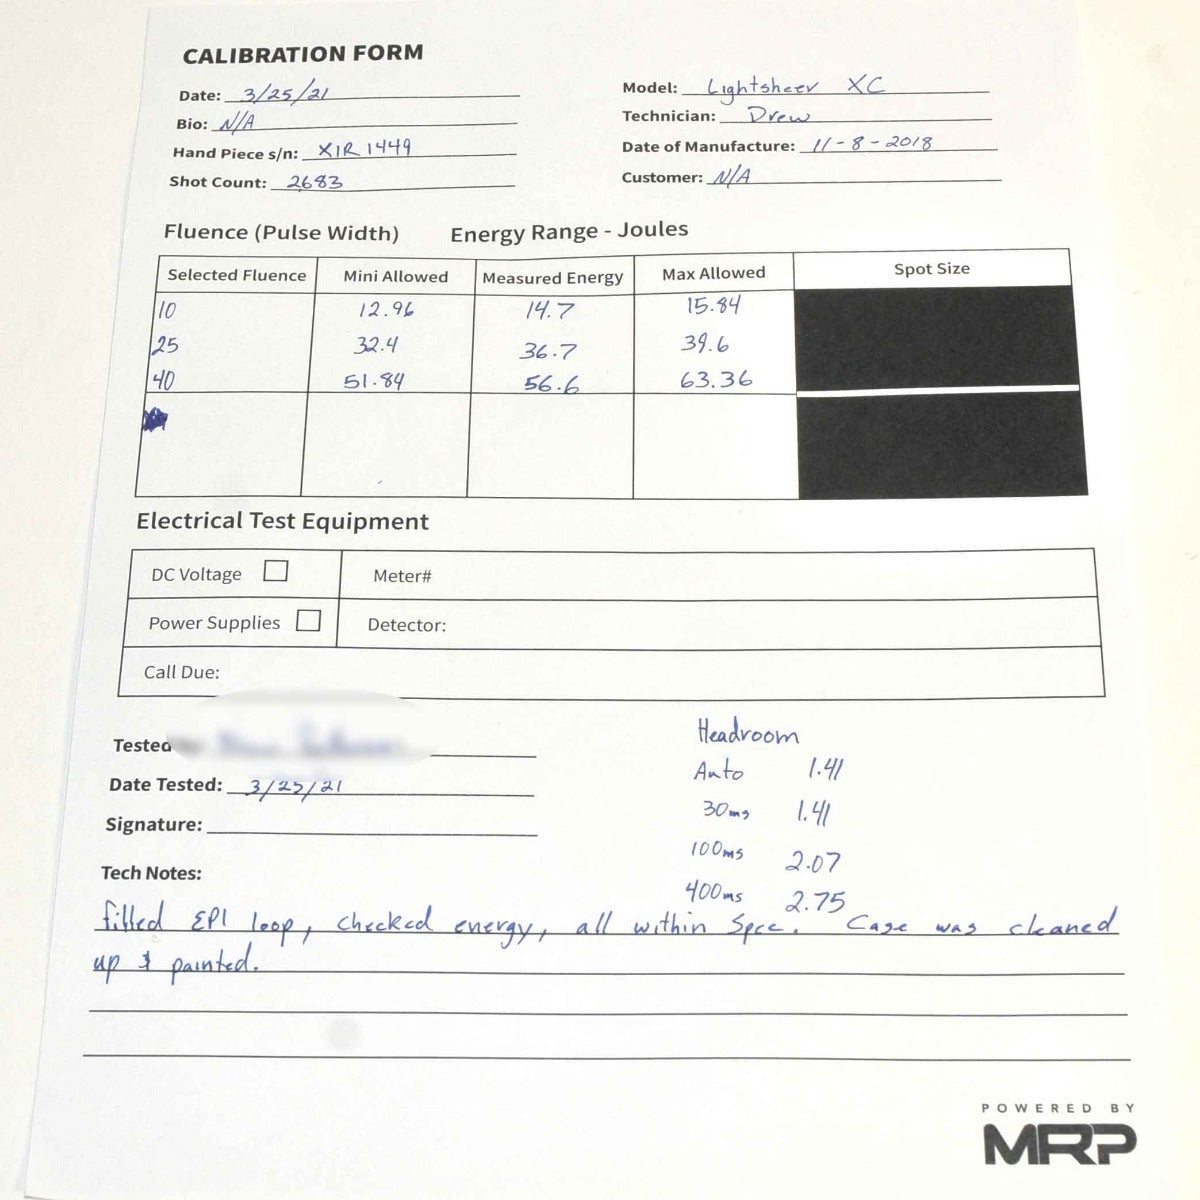 CALIBRATION FORM
Date: 3/25/21
Model: Lightsheer XC
Bio: N/A
Technician: Drew
Hand Piece s/n: XIR 1449
Date of Manufacture: 11-8-2018
Shot Count: 2683
Customer: N/A
Fluence (Pulse Width) Energy Range - Joules
Selected Fluence Mini Allowed Measured Energy Max Allowed Spot Size
10 12.96 14.7 15.84
25 32.4 36.7 39.6
40 51.84 56.6 63.36
Electrical Test Equipment
DC Voltage Meter#
Power Supplies Detector:
Call Due:
Tested
Date Tested: 3/25/21
Signature:
Headroom
Auto 1.41
30ms 1.41
100ms 2.07
400ms 2.75
Tech Notes:
filled EPI loop, checked energy, all within Spec. Case was cleaned
up & painted.
POWERED BY
MRP